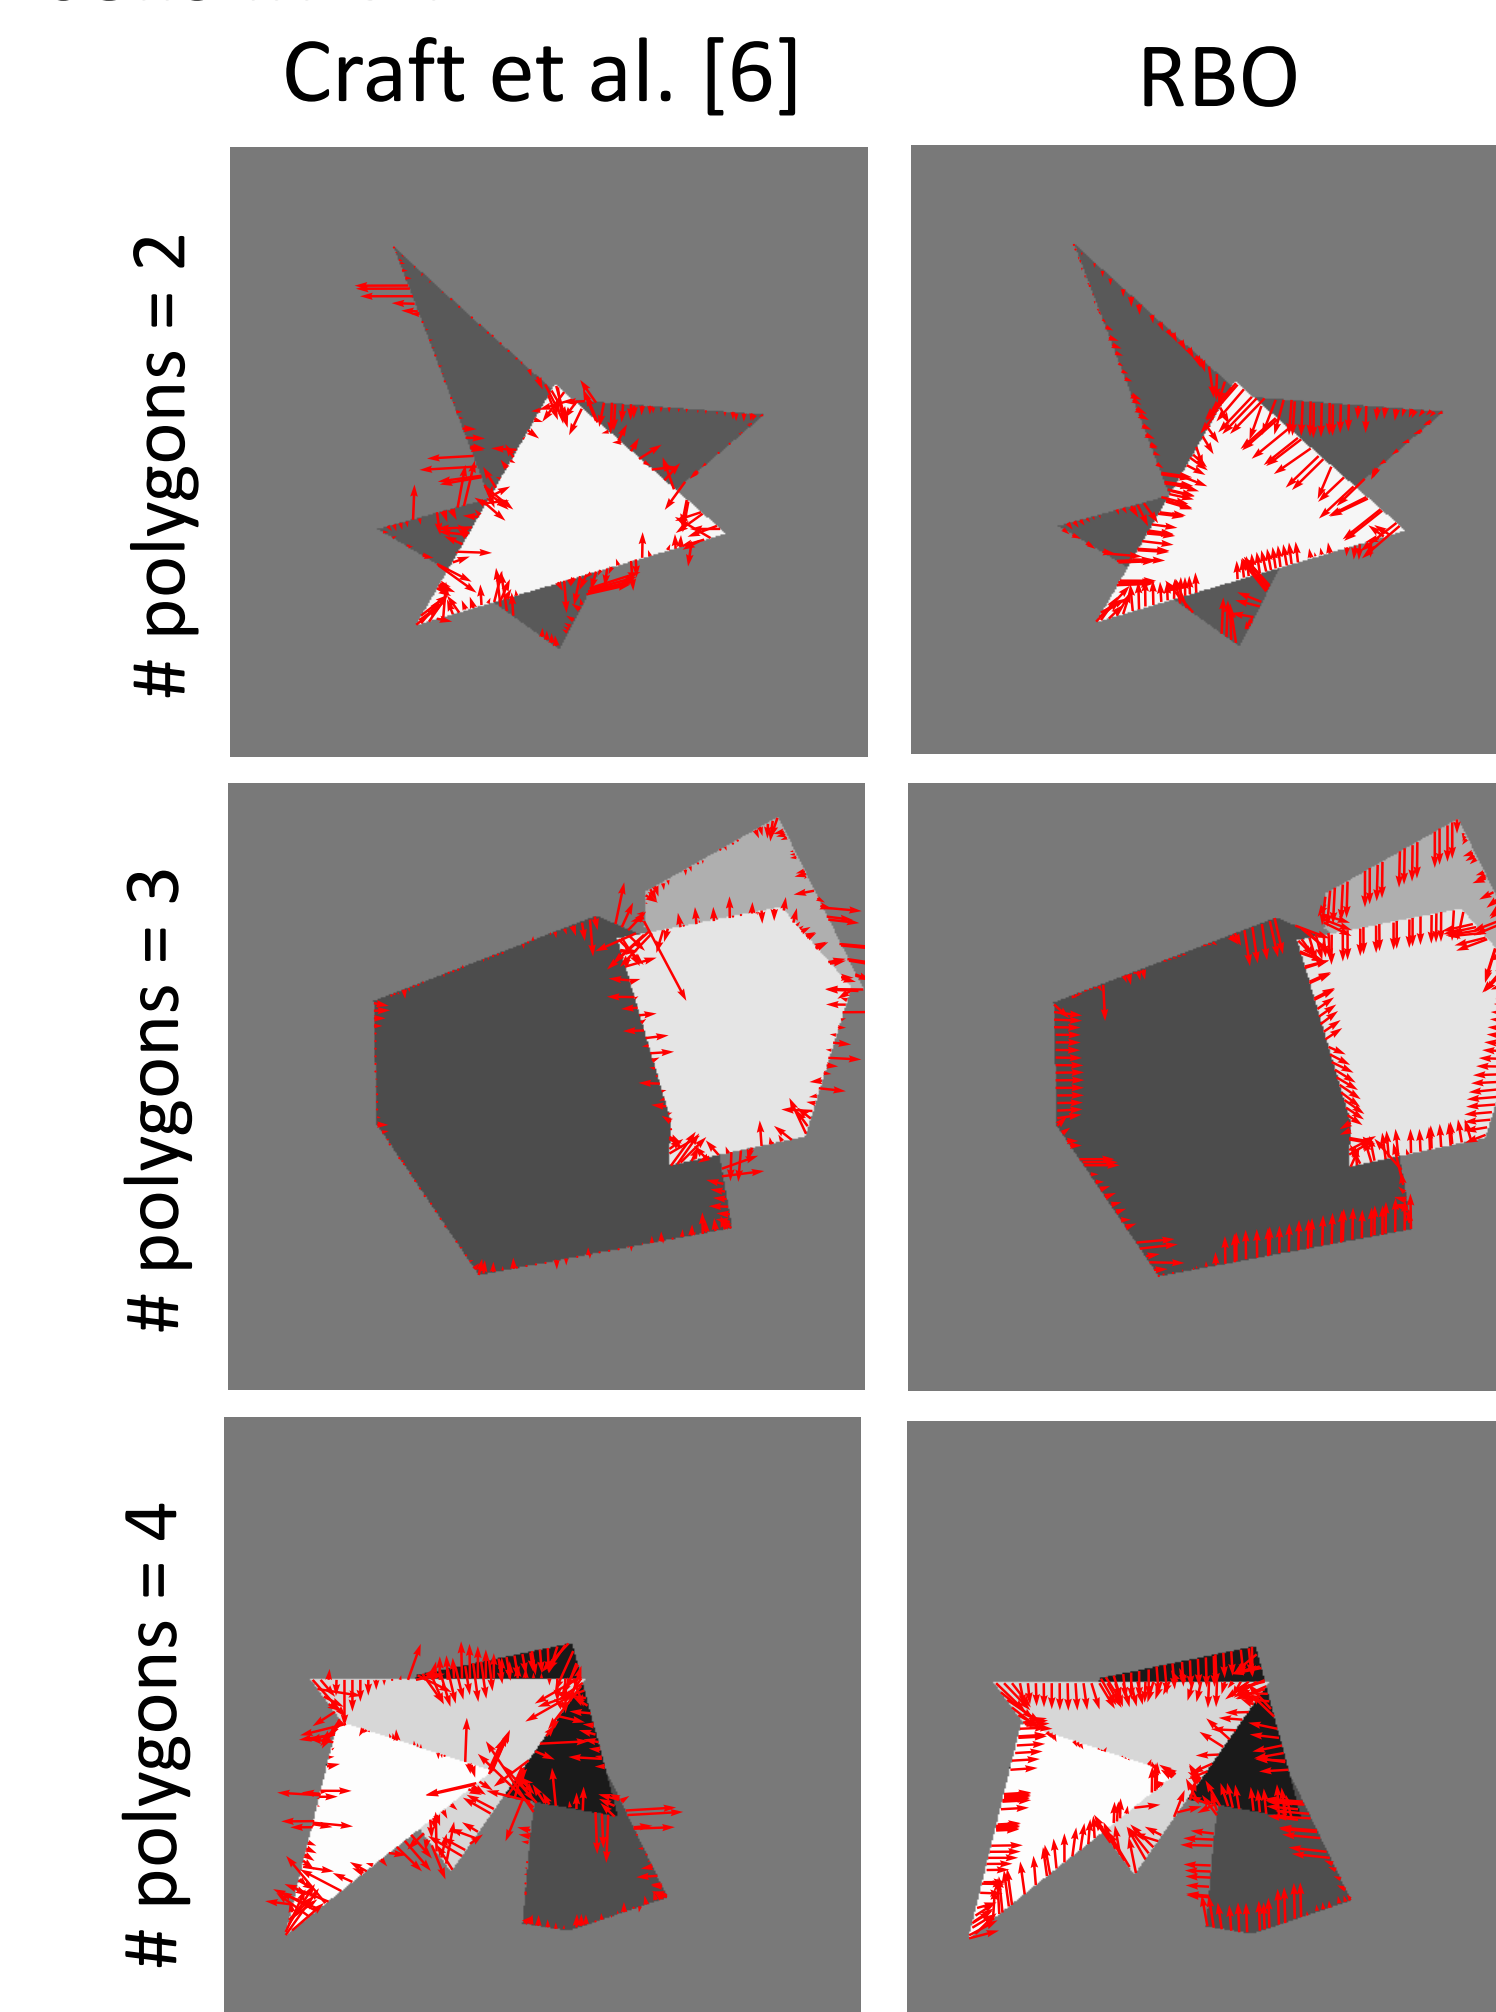 Craft et al. [6]
RBO
# polygons = 2
# polygons = 3
# polygons = 4